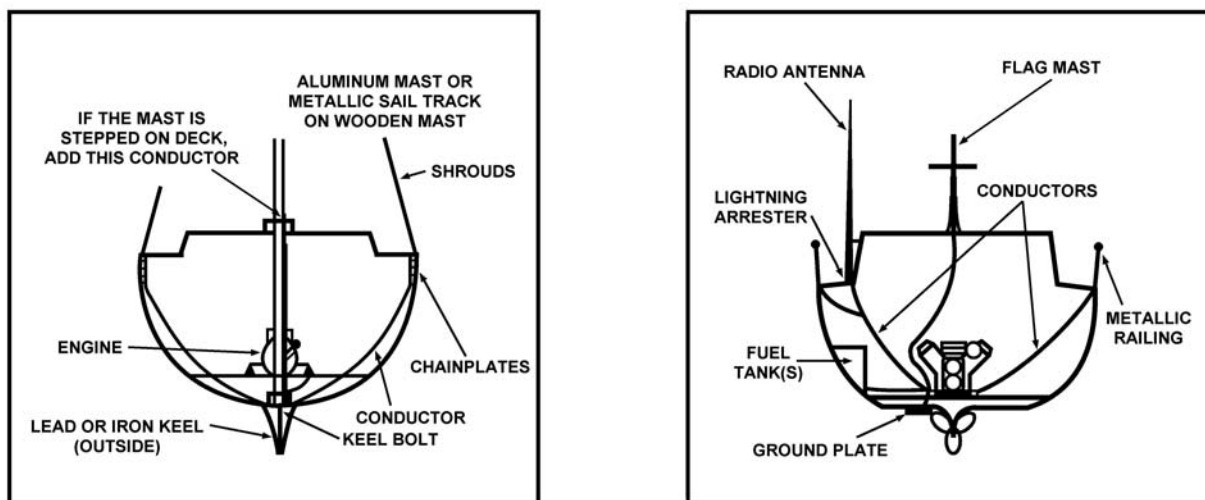 IF THE MAST IS
STEPPED ON DECK,
ADD THIS CONDUCTOR
ALUMINUM MAST OR
METALLIC SAIL TRACK
ON WOODEN MAST
SHROUDS
ENGINE
CHAINPLATES
CONDUCTOR
KEEL BOLT
LEAD OR IRON KEEL
(OUTSIDE)
RADIO ANTENNA
FLAG MAST
LIGHTNING
ARRESTER
CONDUCTORS
METALLIC
RAILING
FUEL
TANK(S)
GROUND PLATE